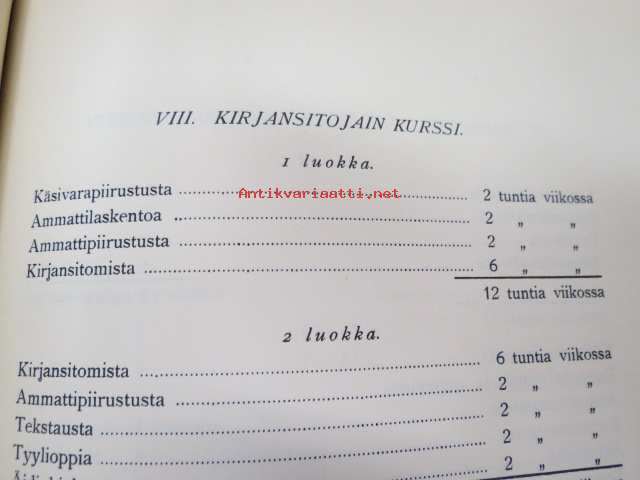 VIII. KIRJANSITOJAIN KURSSI.
1 luokka.
Käsivarapiirustusta 2 tuntia viikossa
Antikvariaatti.net
Ammattilaskentoa 2 „ „
Ammattipiirustusta 2 „ „
Kirjansitomista 6 „ „
12 tuntia viikossa
2 luokka.
Kirjansitomista 6 tuntia viikossa
Ammattipiirustusta 2 „ „
Tekstausta 2 „ „
Tyylioppia 2 „ „
2 „ „